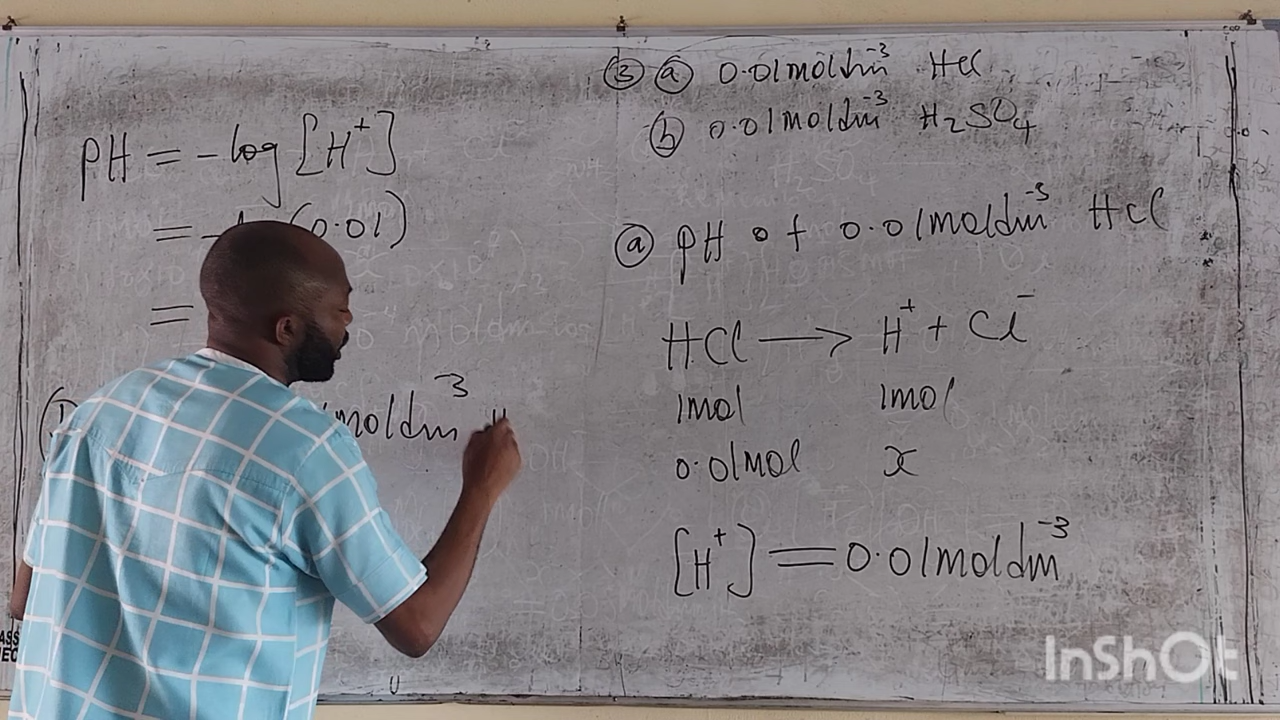 ③ ⓐ 0.01moldm⁻³ HCl
ⓑ 0.01moldm⁻³ H₂SO₄
pH = -log [H⁺]
= (0.01)
=
moldm⁻³
ⓐ pH of 0.01moldm⁻³ HCl
HCl → H⁺ + Cl⁻
1mol 1mol
0.01mol x
[H⁺] = 0.01moldm⁻³
InShOt